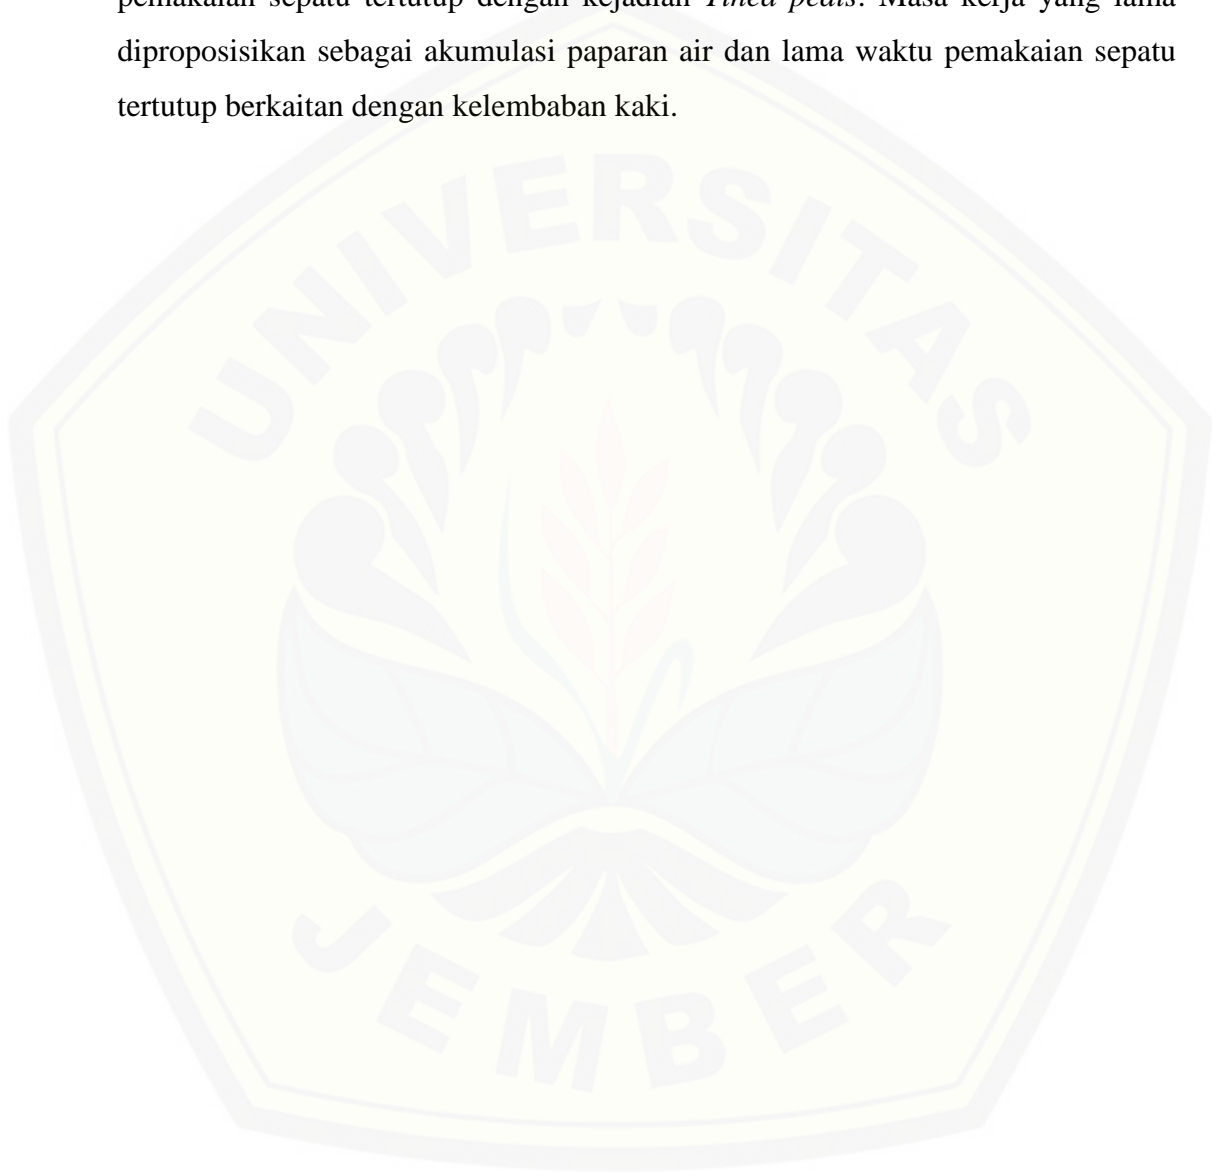 pemakaian sepatu tertutup dengan kejadian Tinea pedis. Masa kerja yang lama
diproposisikan sebagai akumulasi paparan air dan lama waktu pemakaian sepatu
tertutup berkaitan dengan kelembaban kaki.
UNIVERSITAS
JEMBER